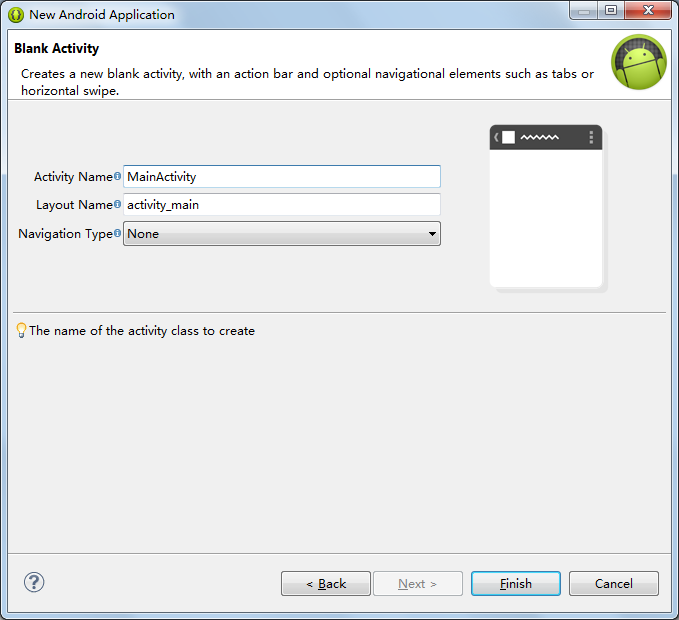 New Android Application
Blank Activity
Creates a new blank activity, with an action bar and optional navigational elements such as tabs or
horizontal swipe.
Activity Name
MainActivity
Layout Name
activity_main
Navigation Type
None
The name of the activity class to create
?
< Back
Next >
Finish
Cancel